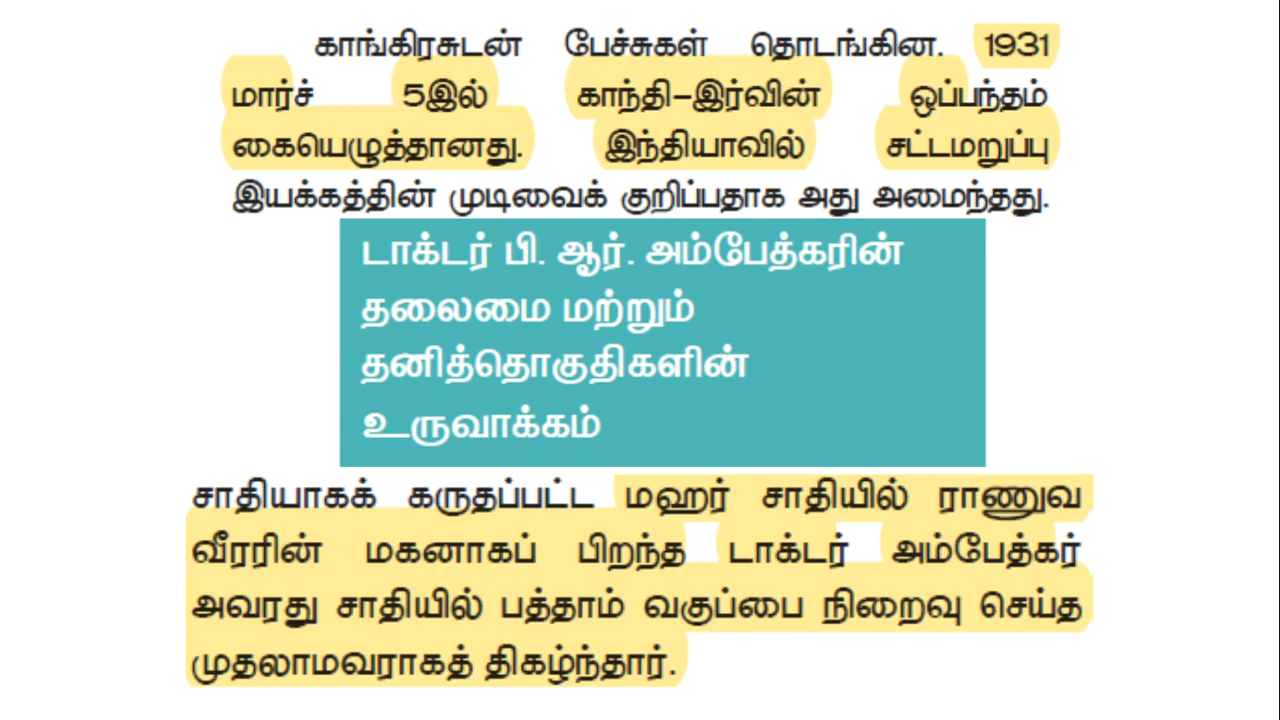 காங்கிரசுடன் பேச்சுகள் தொடங்கின. 1931
மார்ச் 5இல் காந்தி–இர்வின் ஒப்பந்தம்
கையெழுத்தானது. இந்தியாவில் சட்டமறுப்பு
இயக்கத்தின் முடிவைக் குறிப்பதாக அது அமைந்தது.
டாக்டர் பி. ஆர். அம்பேத்கரின்
தலைமை மற்றும்
தனித்தொகுதிகளின்
உருவாக்கம்
சாதியாகக் கருதப்பட்ட மஹர் சாதியில் ராணுவ
வீரரின் மகனாகப் பிறந்த டாக்டர் அம்பேத்கர்
அவரது சாதியில் பத்தாம் வகுப்பை நிறைவு செய்த
முதலாமவராகத் திகழ்ந்தார்.